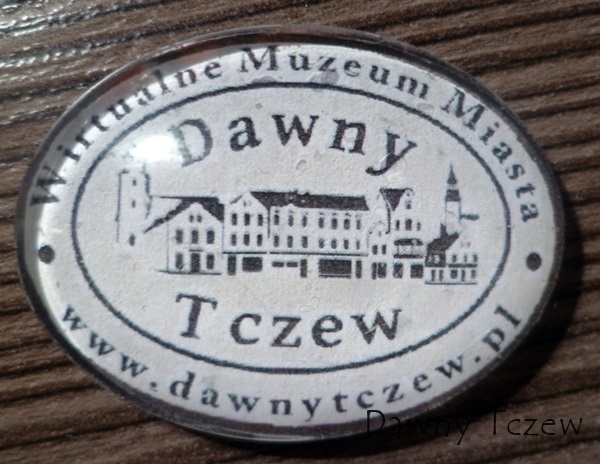 Wirtualne Muzeum Miasta
Dawny
Tczew
www.dawnytczew.pl
Dawny Tczew